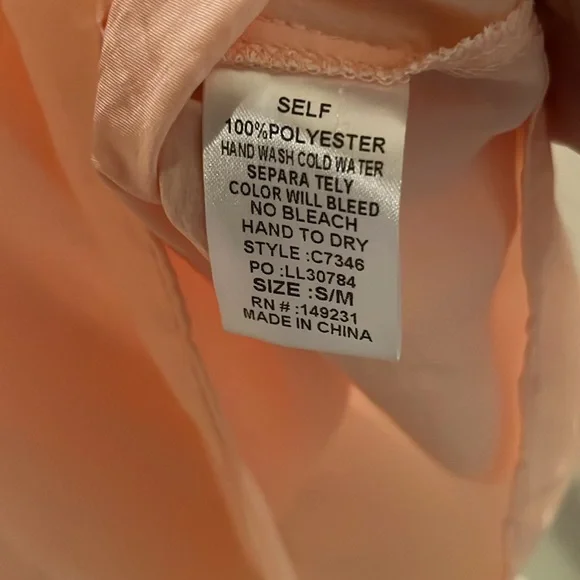 SELF
100%POLYESTER
HAND WASH COLD WATER
SEPARA TELY
COLOR WILL BLEED
NO BLEACH
HAND TO DRY
STYLE :C7346
PO :LL30784
SIZE :S/M
RN # :149231
MADE IN CHINA